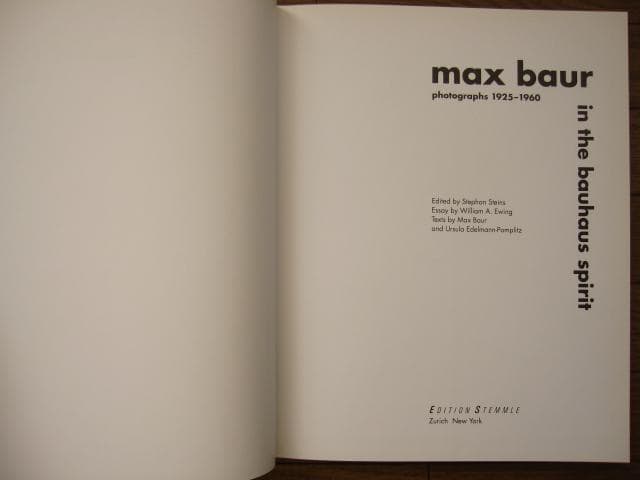 max baur
photographs 1925–1960
in the bauhaus spirit
Edited by Stephan Steins
Essay by William A. Ewing
Texts by Max Baur
and Ursula Edelmann-Pamplitz
EDITION STEMMLE
Zurich New York